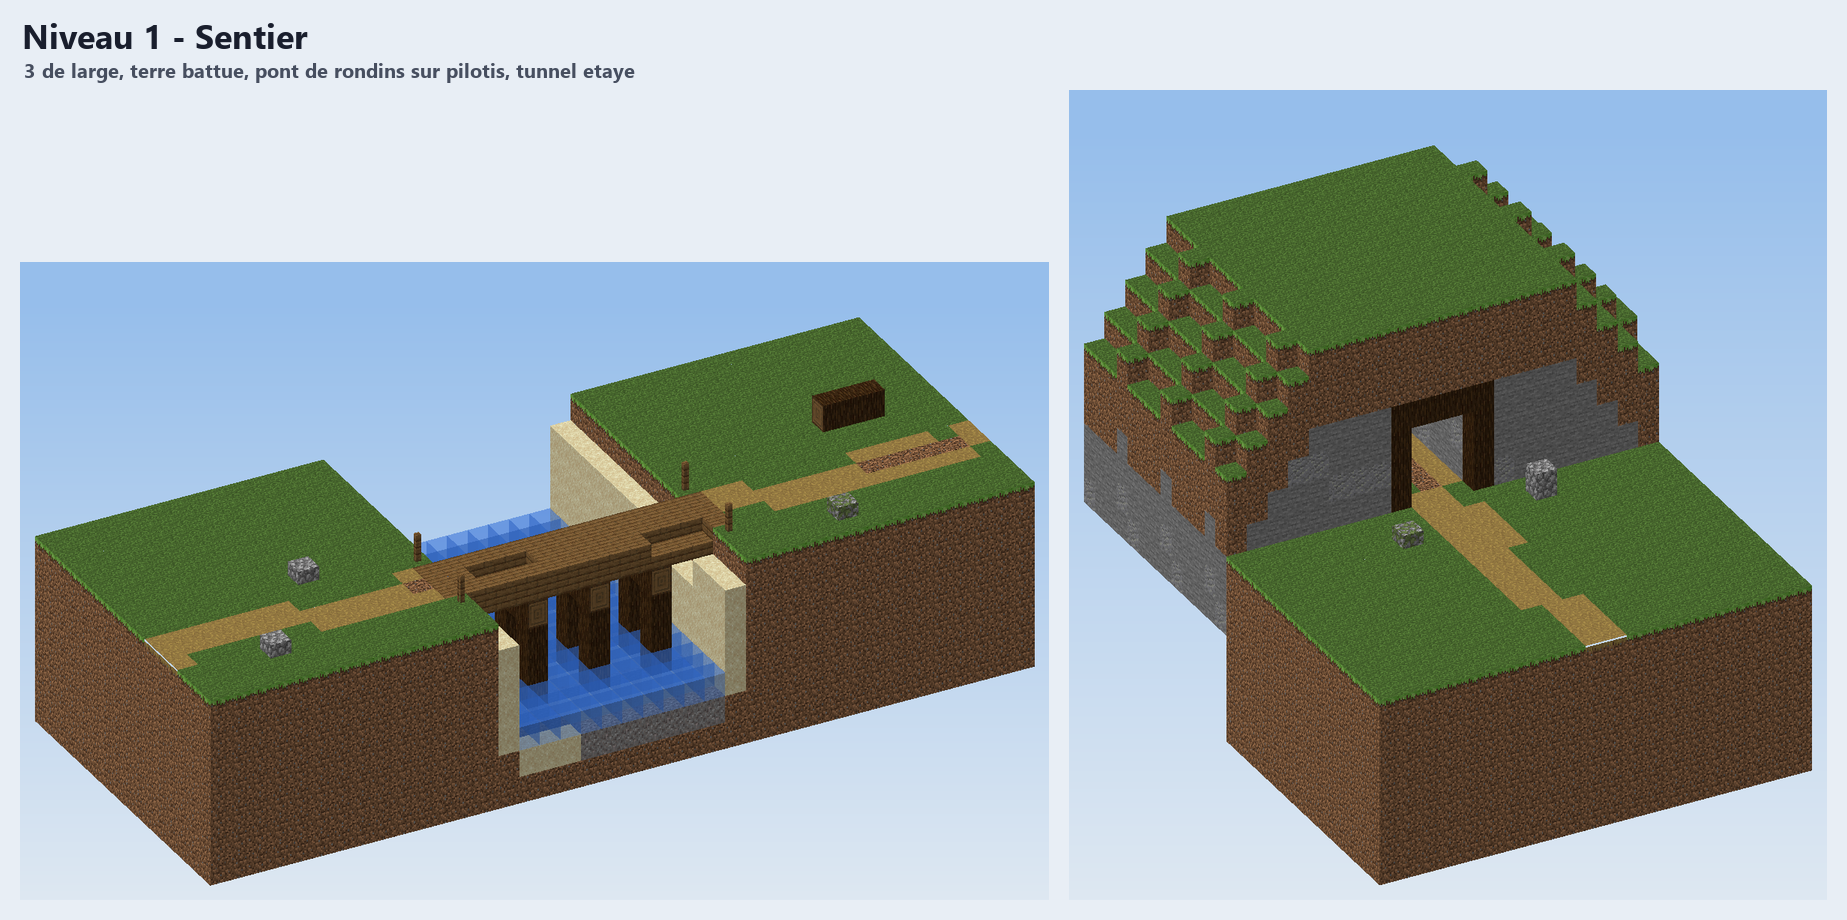 Niveau 1 - Sentier
3 de large, terre battue, pont de rondins sur pilotis, tunnel etaye